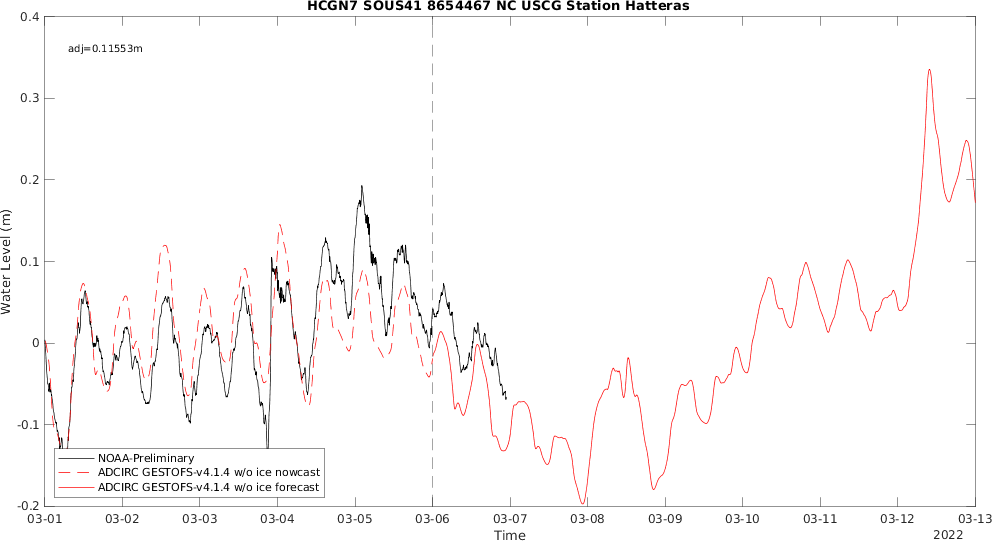 HCGN7 SOUS41 8654467 NC USCG Station Hatteras
adj=0.11553m
Water Level (m)
0.4
0.3
0.2
0.1
0
-0.1
-0.2
NOAA-Preliminary
ADCIRC GESTOFS-v4.1.4 w/o ice nowcast
ADCIRC GESTOFS-v4.1.4 w/o ice forecast
03-01 03-02 03-03 03-04 03-05 03-06 03-07 03-08 03-09 03-10 03-11 03-12 03-13
Time
2022